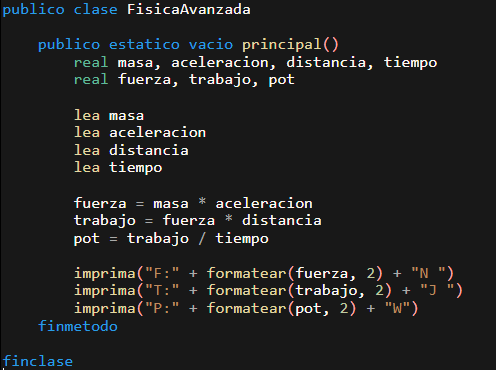 publico clase FisicaAvanzada
publico estatico vacio principal()
real masa, aceleracion, distancia, tiempo
real fuerza, trabajo, pot
lea masa
lea aceleracion
lea distancia
lea tiempo
fuerza = masa * aceleracion
trabajo = fuerza * distancia
pot = trabajo / tiempo
imprima("F:" + formatear(fuerza, 2) + "N ")
imprima("T:" + formatear(trabajo, 2) + "J ")
imprima("P:" + formatear(pot, 2) + "W")
finmetodo
finclase